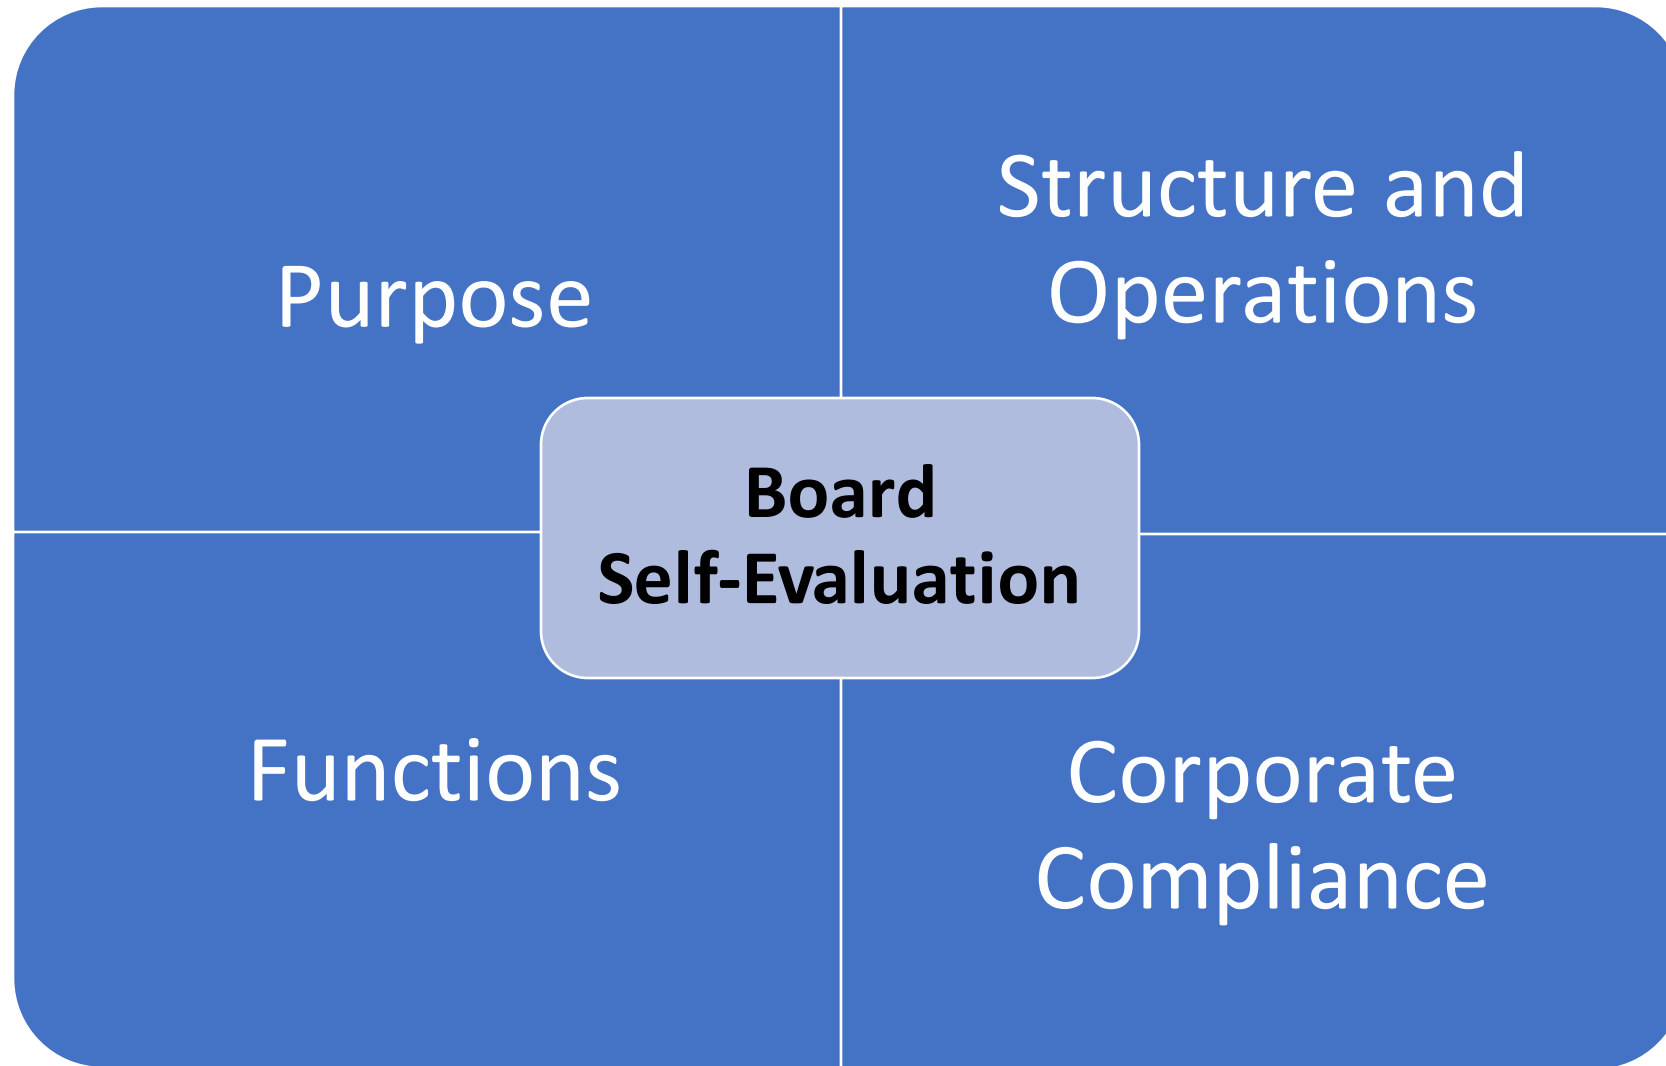 Purpose
Structure and
Operations
Board
Self-Evaluation
Functions
Corporate
Compliance